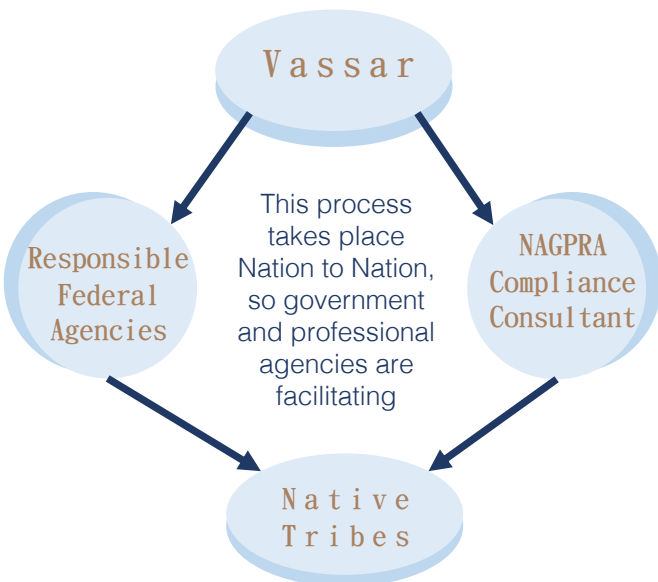 Vassar
This process
takes place
Nation to Nation,
so government
and professional
agencies are
facilitating
Responsible
Federal
Agencies
NAGPRA
Compliance
Consultant
Native
Tribes